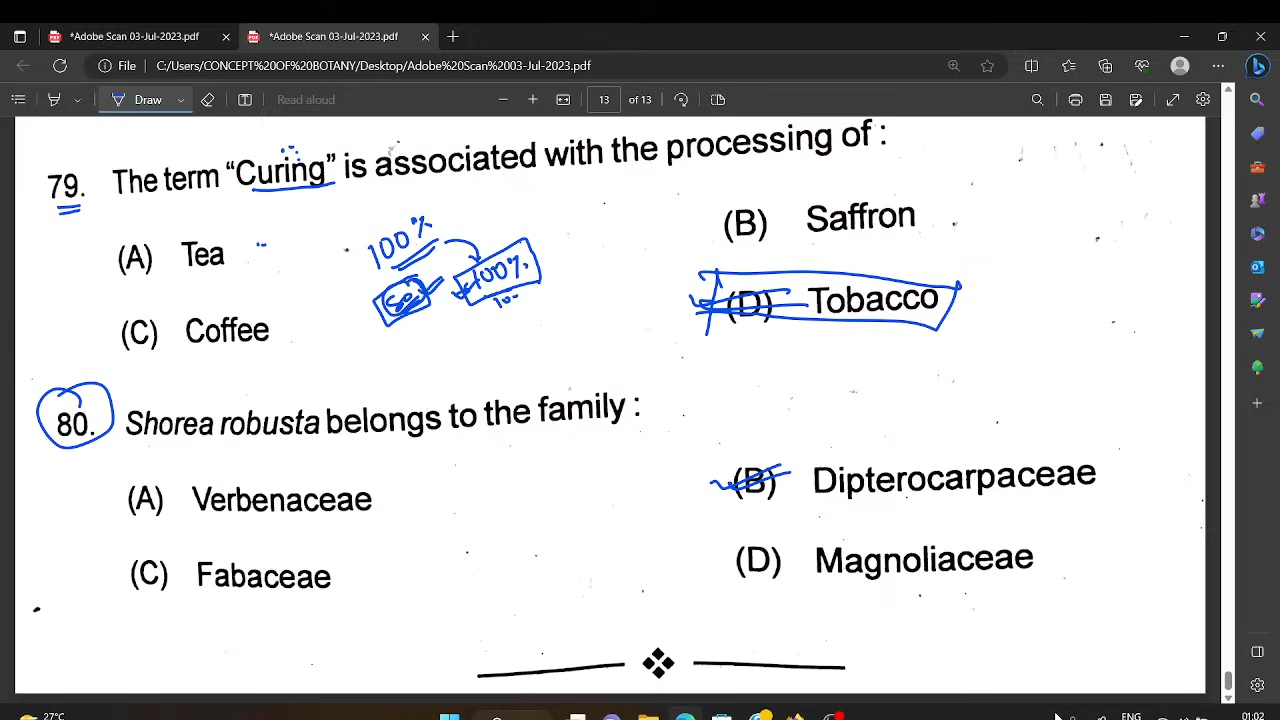 *Adobe Scan 03-Jul-2023.pdf
*Adobe Scan 03-Jul-2023.pdf
File C:/Users/CONCEPT%20OF%20BOTANY/Desktop/Adobe%20Scan%2003-Jul-2023.pdf
Draw
Read aloud
13 of 13
79. The term “Curing” is associated with the processing of :
(A) Tea
(B) Saffron
100%
100%
(C) Coffee
(D) Tobacco
80. Shorea robusta belongs to the family :
(A) Verbenaceae
(B) Dipterocarpaceae
(C) Fabaceae
(D) Magnoliaceae
27°C
ENG
01:02